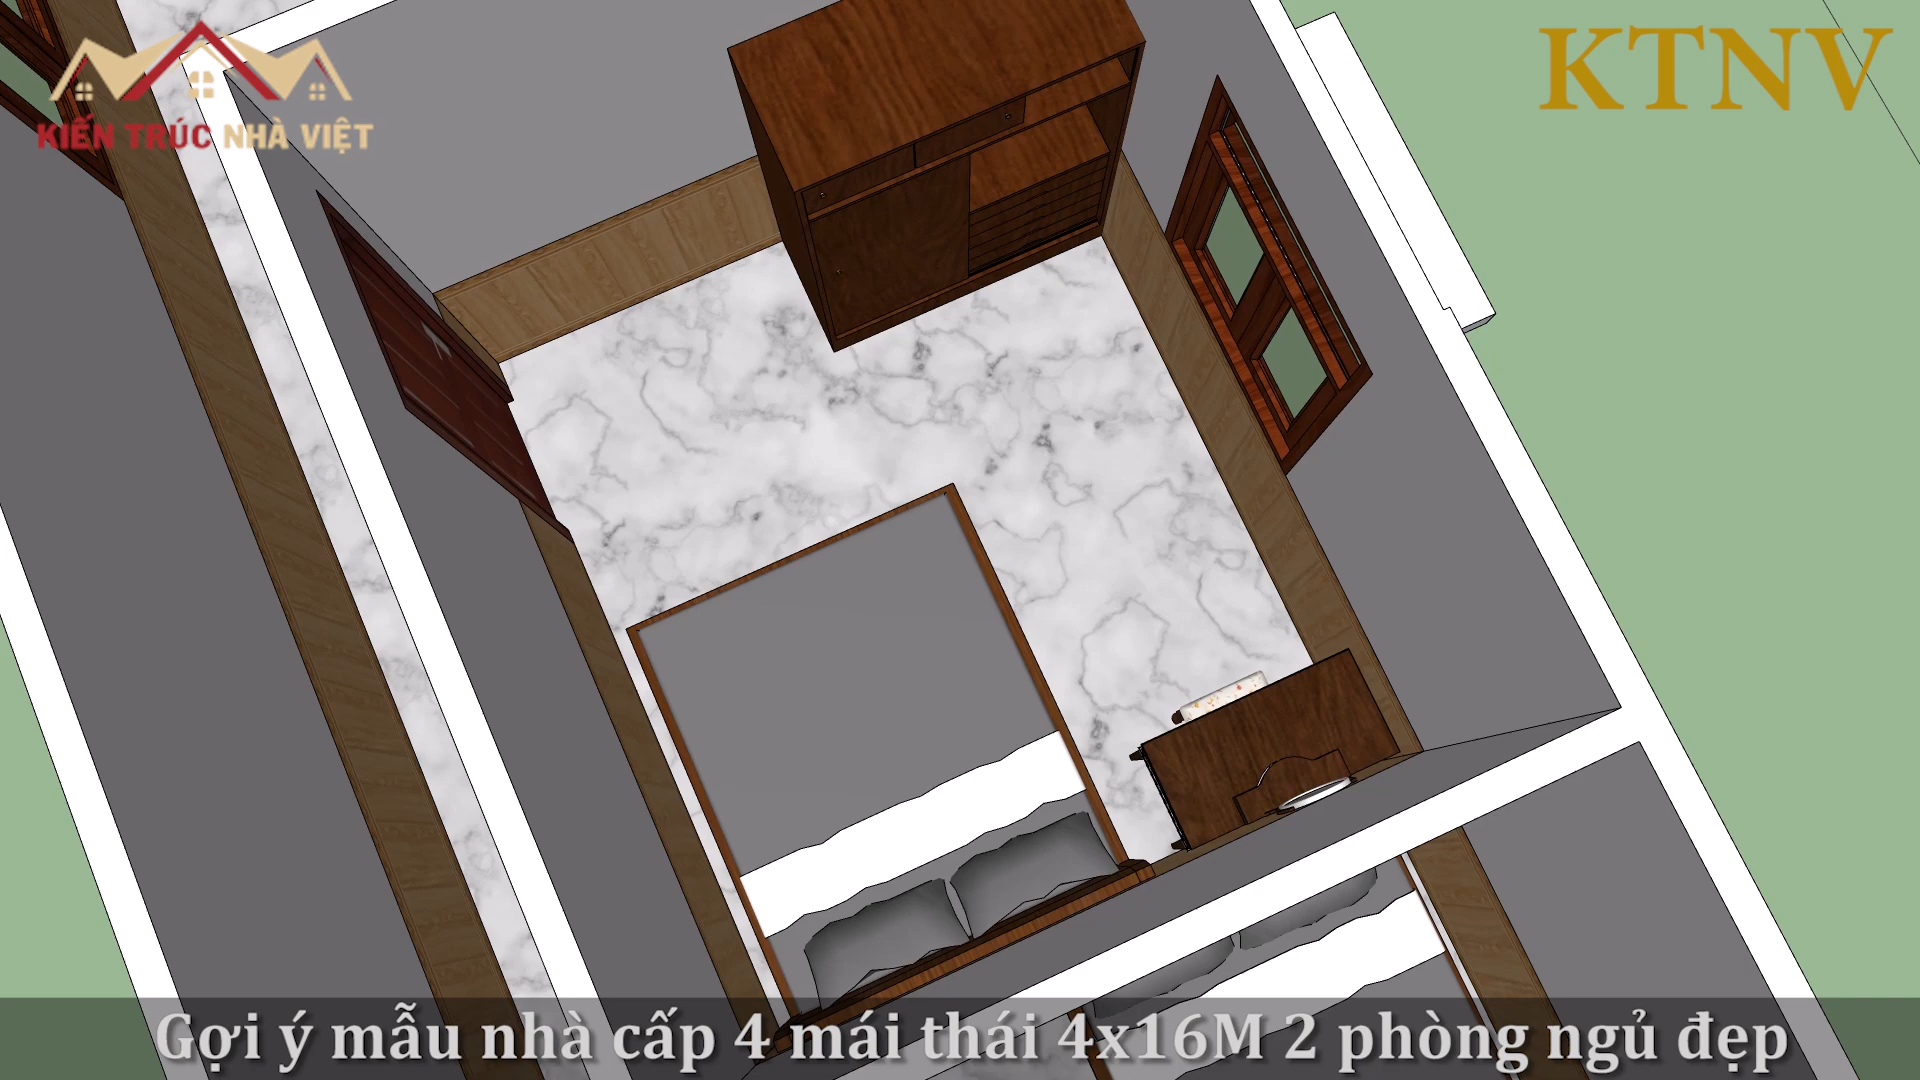 KIẾN TRÚC NHÀ VIỆT
KTNV
Gợi ý mẫu nhà cấp 4 mái thái 4x16M 2 phòng ngủ đẹp